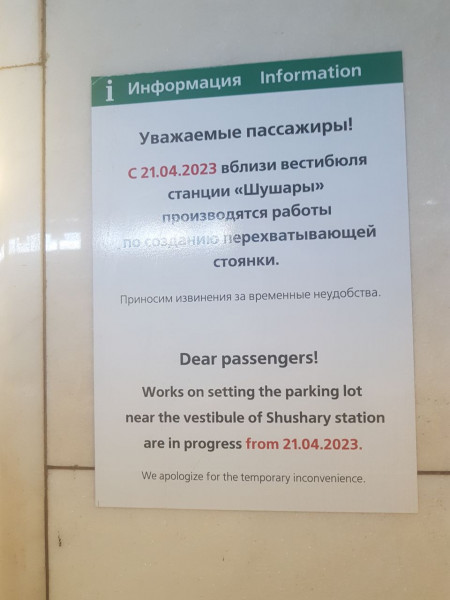 i Информация Information
Уважаемые пассажиры!
С 21.04.2023 вблизи вестибюля
станции «Шушары»
производятся работы
по созданию перехватывающей
стоянки.
Приносим извинения за временные неудобства.
Dear passengers!
Works on setting the parking lot
near the vestibule of Shushary station
are in progress from 21.04.2023.
We apologize for the temporary inconvenience.